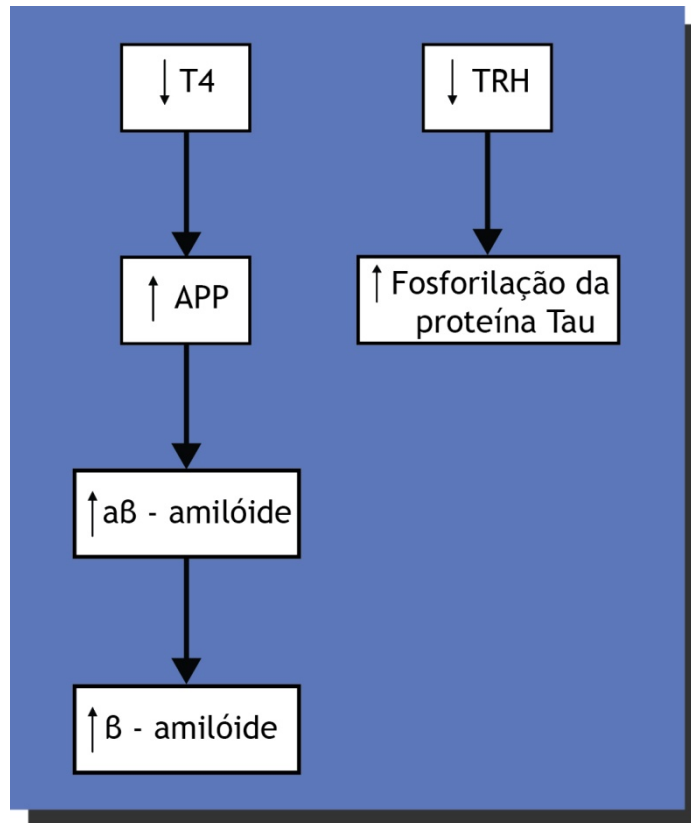 ↓ T4
↓ TRH
↑ APP
↑ Fosforilação da
proteína Tau
↑ aß - amilóide
↑ ß - amilóide